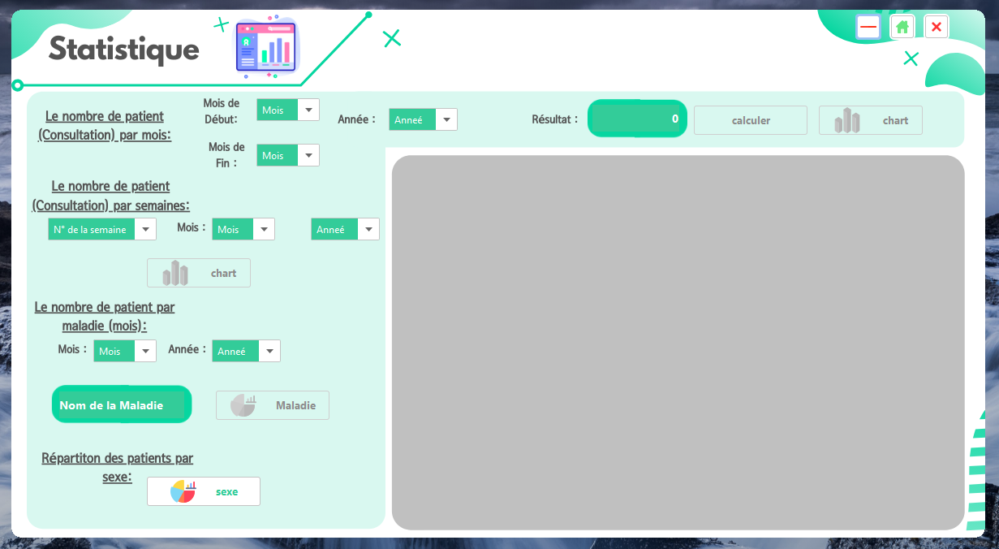 Statistique
Le nombre de patient
(Consultation) par mois:
Mois de
Début:
Mois
Année :
Anneé
Résultat :
0
calculer
chart
Mois de
Fin :
Mois
Le nombre de patient
(Consultation) par semaines:
N° de la semaine
Mois :
Mois
Anneé
chart
Le nombre de patient par
maladie (mois):
Mois :
Mois
Année :
Anneé
Nom de la Maladie
Maladie
Répartiton des patients par
sexe:
sexe